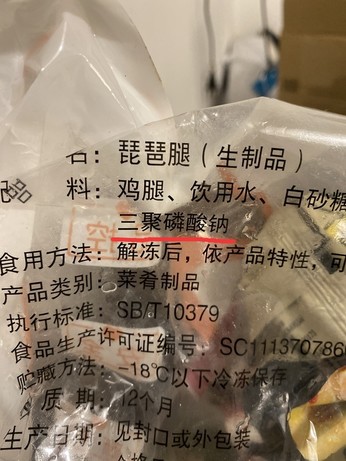 名：琵琶腿（生制品）
料：鸡腿、饮用水、白砂糖
三聚磷酸钠
食用方法：解冻后，依产品特性，可
产品类别：菜肴制品
执行标准：SB/T10379
食品生产许可证编号：SC1113707860
贮藏方法：-18℃以下冷冻保存
质期：12个月
生产日期：见封口或外包装